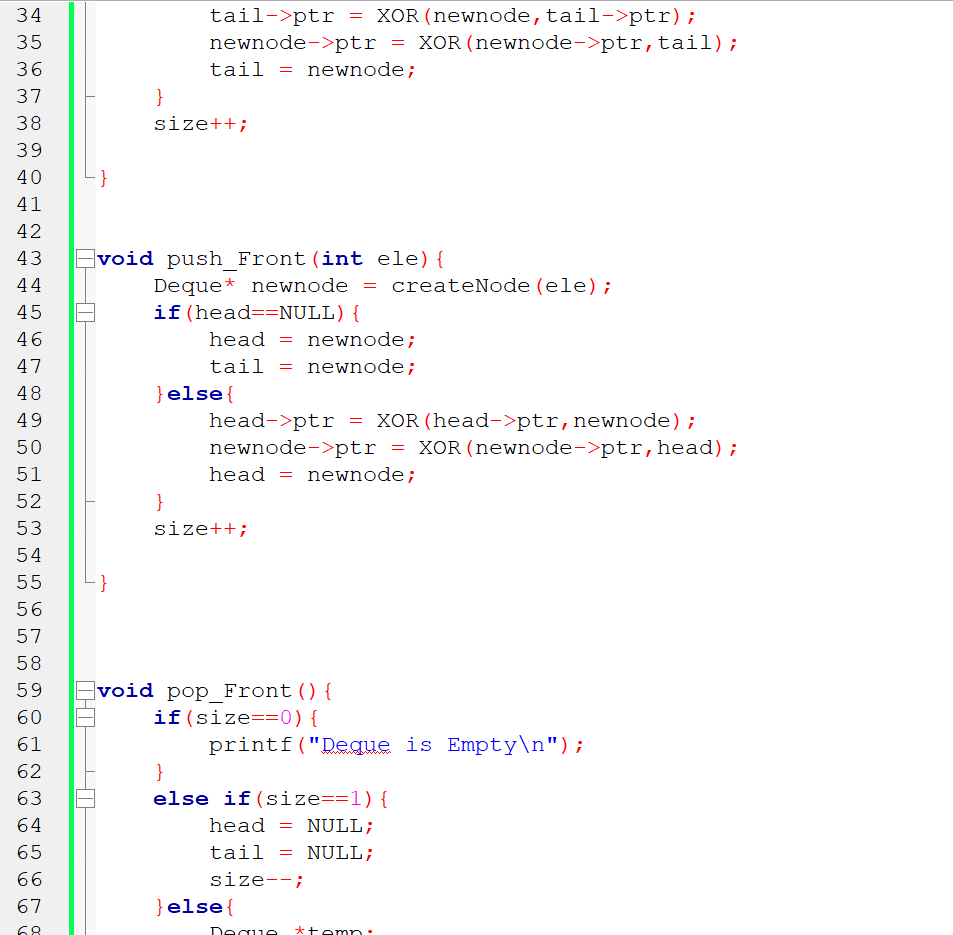 34 tail->ptr = XOR(newnode,tail->ptr);
35 newnode->ptr = XOR(newnode->ptr,tail);
36 tail = newnode;
37 }
38 size++;
39
40 }
41
42
43 void push_Front(int ele){
44 Deque* newnode = createNode(ele);
45 if(head==NULL){
46 head = newnode;
47 tail = newnode;
48 }else{
49 head->ptr = XOR(head->ptr,newnode);
50 newnode->ptr = XOR(newnode->ptr,head);
51 head = newnode;
52 }
53 size++;
54
55 }
56
57
58
59 void pop_Front(){
60 if(size==0){
61 printf("Deque is Empty\n");
62 }
63 else if(size==1){
64 head = NULL;
65 tail = NULL;
66 size--;
67 }else{
68 Deque *temp;